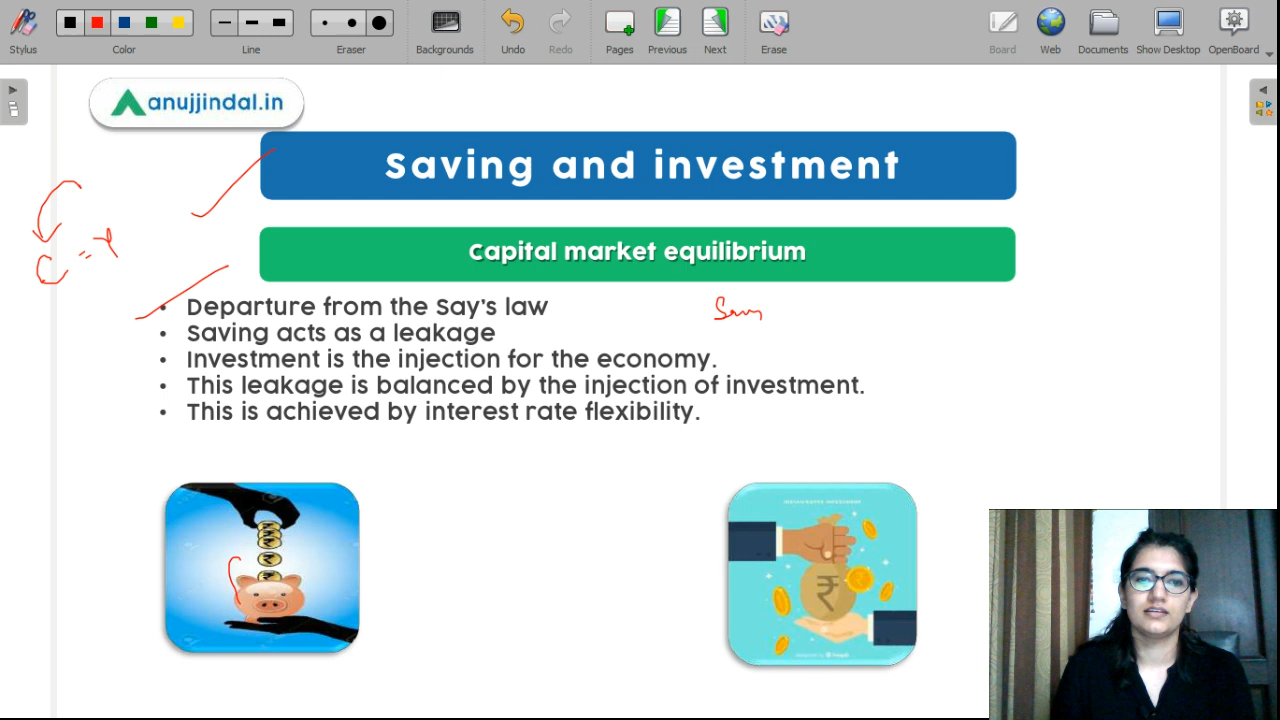 Stylus
Color
Line
Eraser
Backgrounds
Undo
Redo
Pages
Previous
Next
Erase
Board
Web
Documents
Show Desktop
OpenBoard
anujjindal.in
Saving and investment
Capital market equilibrium
C = Y
• Departure from the Say's law
• Saving acts as a leakage
• Investment is the injection for the economy.
• This leakage is balanced by the injection of investment.
• This is achieved by interest rate flexibility.
₹